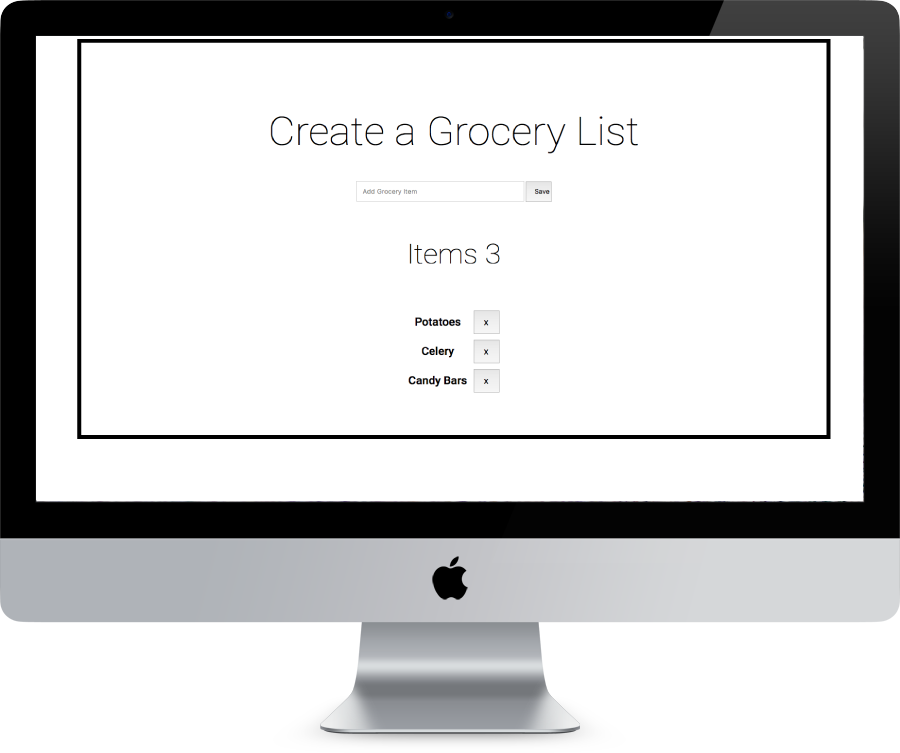 Create a Grocery List
Add Grocery Item Save
Items 3
Potatoes x
Celery x
Candy Bars x